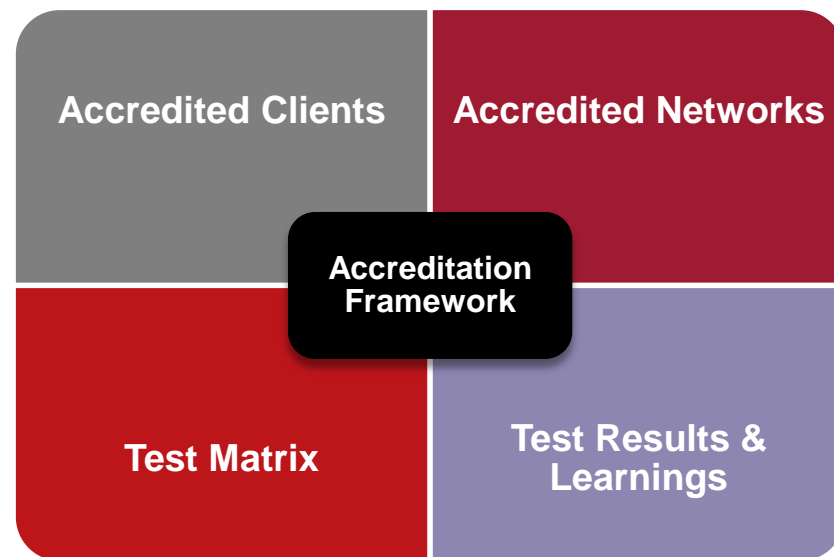 Accredited Clients
Accredited Networks
Accreditation
Framework
Test Matrix
Test Results &
Learnings